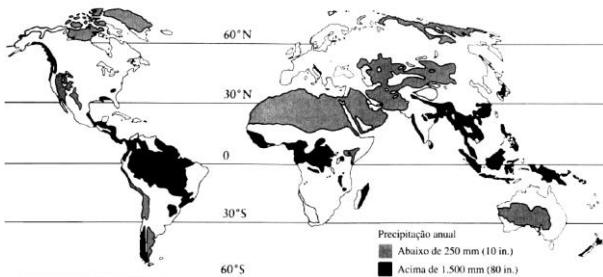 60°N
30°N
0
30°S
60°S
Precipitação anual
Abaixo de 250 mm (10 in.)
Acima de 1.500 mm (80 in.)